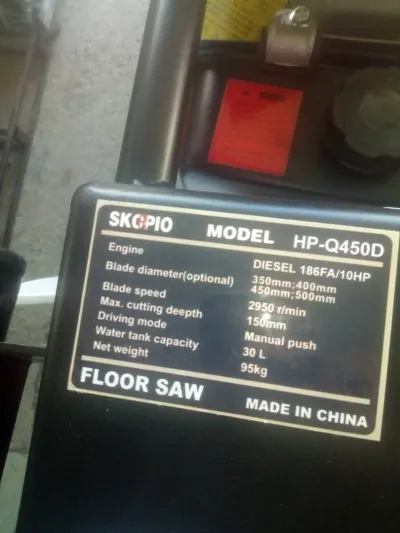 SKOPIO MODEL HP-Q450D
Engine DIESEL 186FA/10HP
Blade diameter(optional) 350mm;400mm
450mm;500mm
Blade speed 2950 r/min
Max. cutting deepth 150mm
Driving mode Manual push
Water tank capacity 30 L
Net weight 95kg
FLOOR SAW MADE IN CHINA